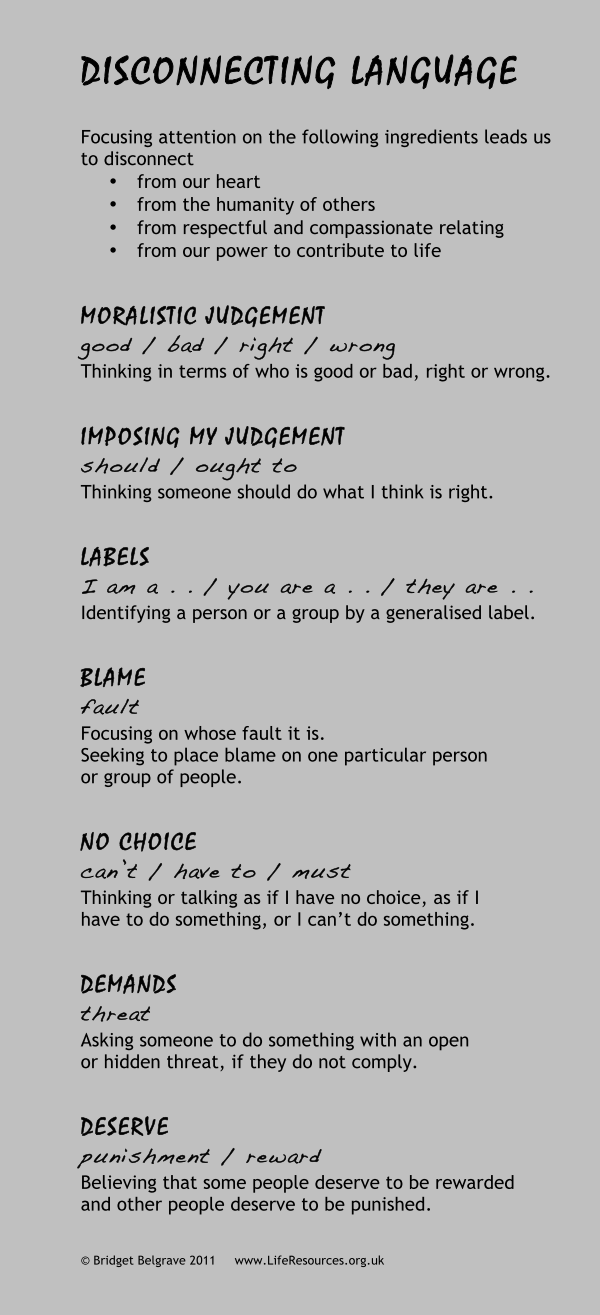 DISCONNECTING LANGUAGE
Focusing attention on the following ingredients leads us
to disconnect
• from our heart
• from the humanity of others
• from respectful and compassionate relating
• from our power to contribute to life
MORALISTIC JUDGEMENT
good / bad / right / wrong
Thinking in terms of who is good or bad, right or wrong.
IMPOSING MY JUDGEMENT
should / ought to
Thinking someone should do what I think is right.
LABELS
I am a . . / you are a . . / they are . .
Identifying a person or a group by a generalised label.
BLAME
fault
Focusing on whose fault it is.
Seeking to place blame on one particular person
or group of people.
NO CHOICE
can't / have to / must
Thinking or talking as if I have no choice, as if I
have to do something, or I can’t do something.
DEMANDS
threat
Asking someone to do something with an open
or hidden threat, if they do not comply.
DESERVE
punishment / reward
Believing that some people deserve to be rewarded
and other people deserve to be punished.
© Bridget Belgrave 2011 www.LifeResources.org.uk